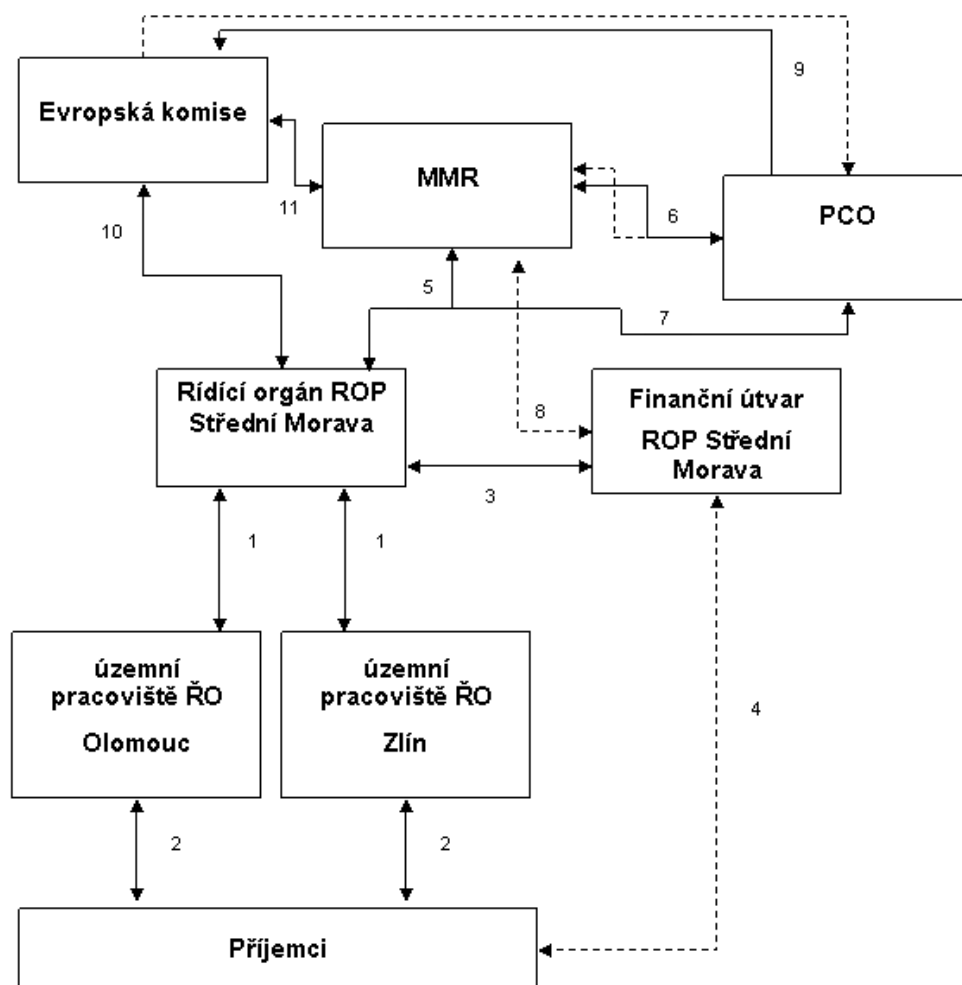 9
Evropská komise
MMR
11
6
PCO
10
5
7
Rídící orgán ROP
Střední Morava
Finanční útvar
ROP Střední
Morava
8
3
1
1
územní
pracoviště ŘO
Olomouc
územní
pracoviště ŘO
Zlín
4
2
2
Příjemci